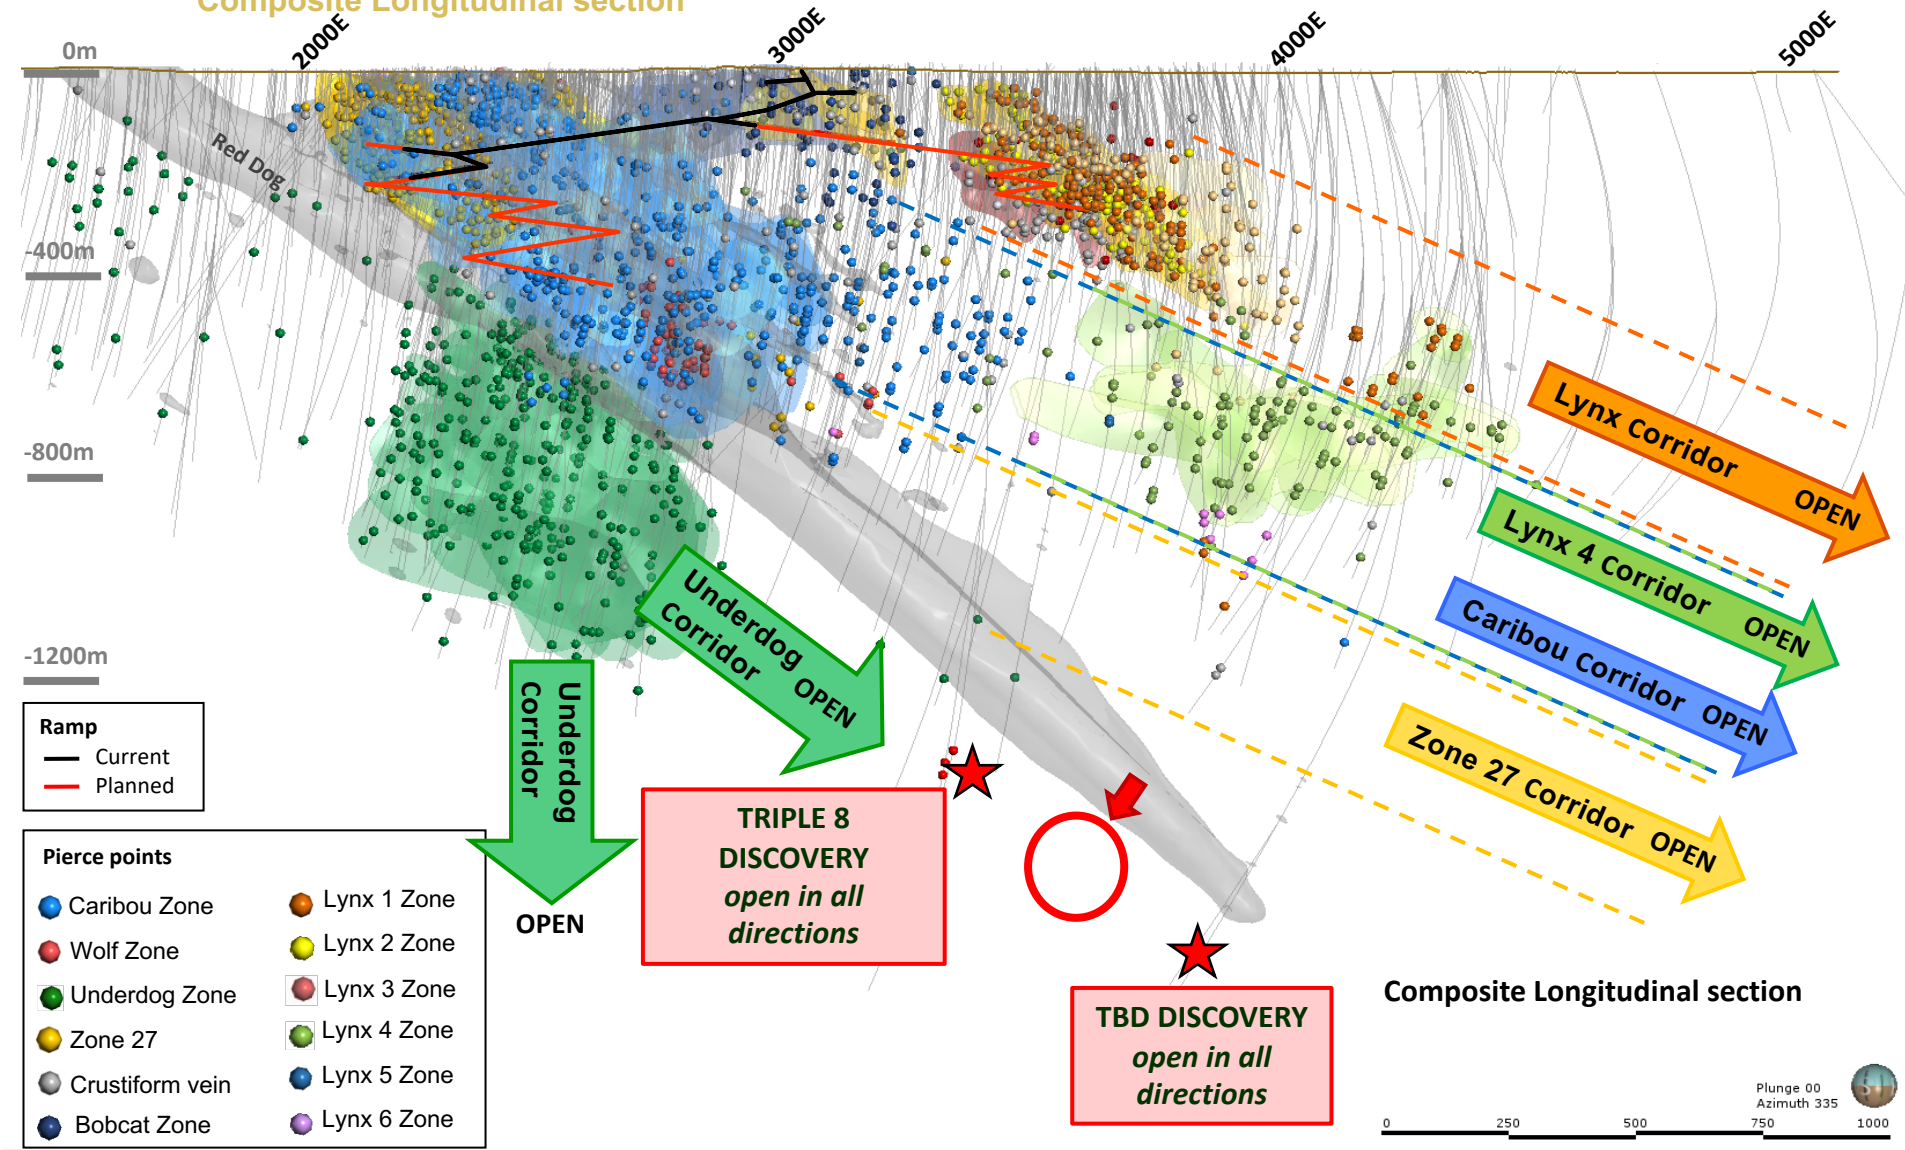 Composite Longitudinal section
2000E
3000E
4000E
5000E
0m
-400m
-800m
-1200m
Red Dog
Lynx Corridor OPEN
Lynx 4 Corridor OPEN
Caribou Corridor OPEN
Zone 27 Corridor OPEN
Underdog
Corridor OPEN
Underdog
Corridor
OPEN
TRIPLE 8
DISCOVERY
open in all
directions
TBD DISCOVERY
open in all
directions
Ramp
Current
Planned
Pierce points
Caribou Zone
Wolf Zone
Underdog Zone
Zone 27
Crustiform vein
Bobcat Zone
Lynx 1 Zone
Lynx 2 Zone
Lynx 3 Zone
Lynx 4 Zone
Lynx 5 Zone
Lynx 6 Zone
Composite Longitudinal section
Plunge 00
Azimuth 335
0 250 500 750 1000